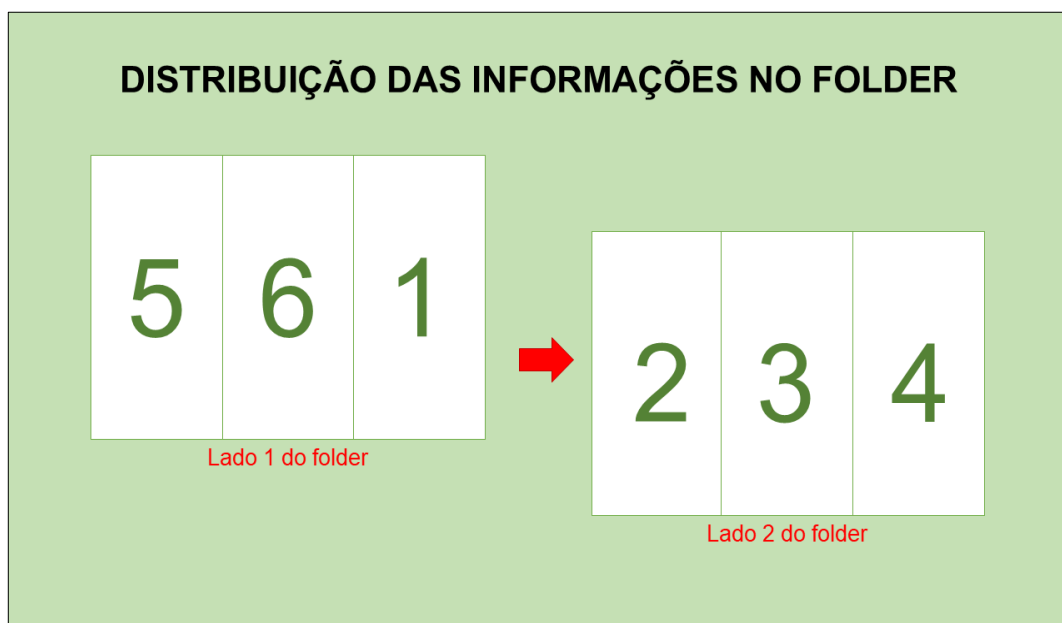 DISTRIBUIÇÃO DAS INFORMAÇÕES NO FOLDER
5 6 1
Lado 1 do folder
2 3 4
Lado 2 do folder